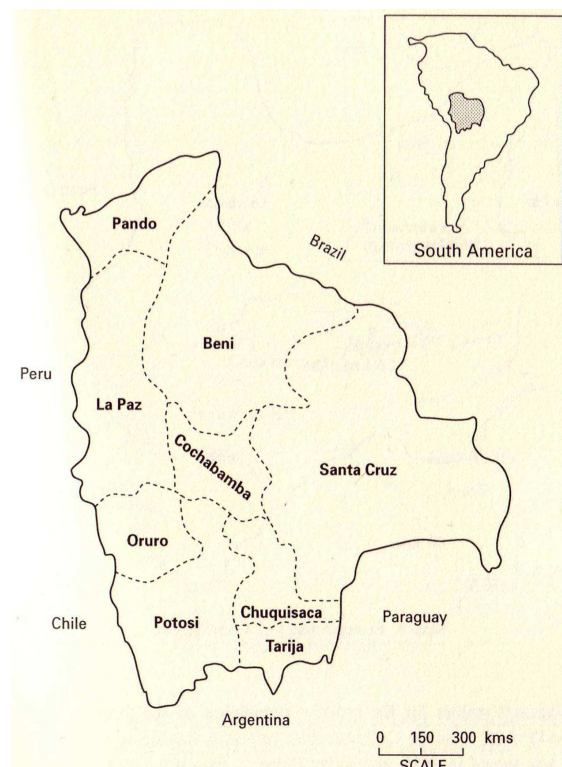 South America
Pando
Brazil
Beni
Peru
La Paz
Cochabamba
Santa Cruz
Oruro
Chile
Potosi
Chuquisaca
Paraguay
Tarija
Argentina
0 150 300 kms
SCALE